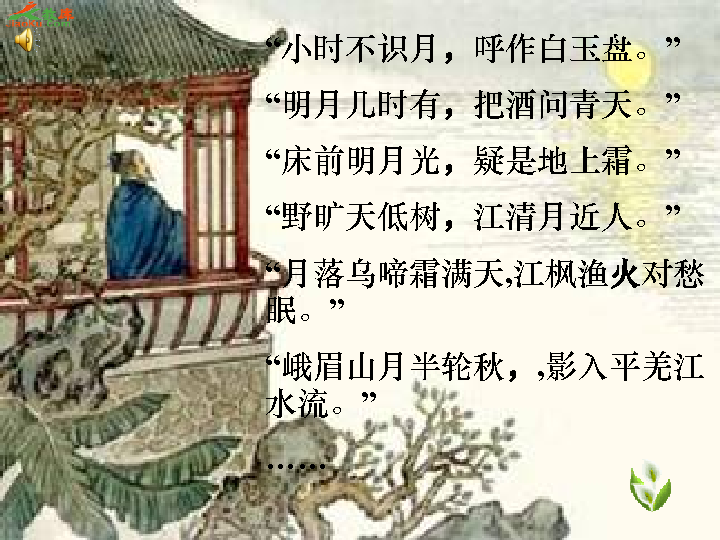 “小时不识月，呼作白玉盘。”
“明月几时有，把酒问青天。”
“床前明月光，疑是地上霜。”
“野旷天低树，江清月近人。”
“月落乌啼霜满天,江枫渔火对愁
眠。”
“峨眉山月半轮秋，,影入平羌江
水流。”
……